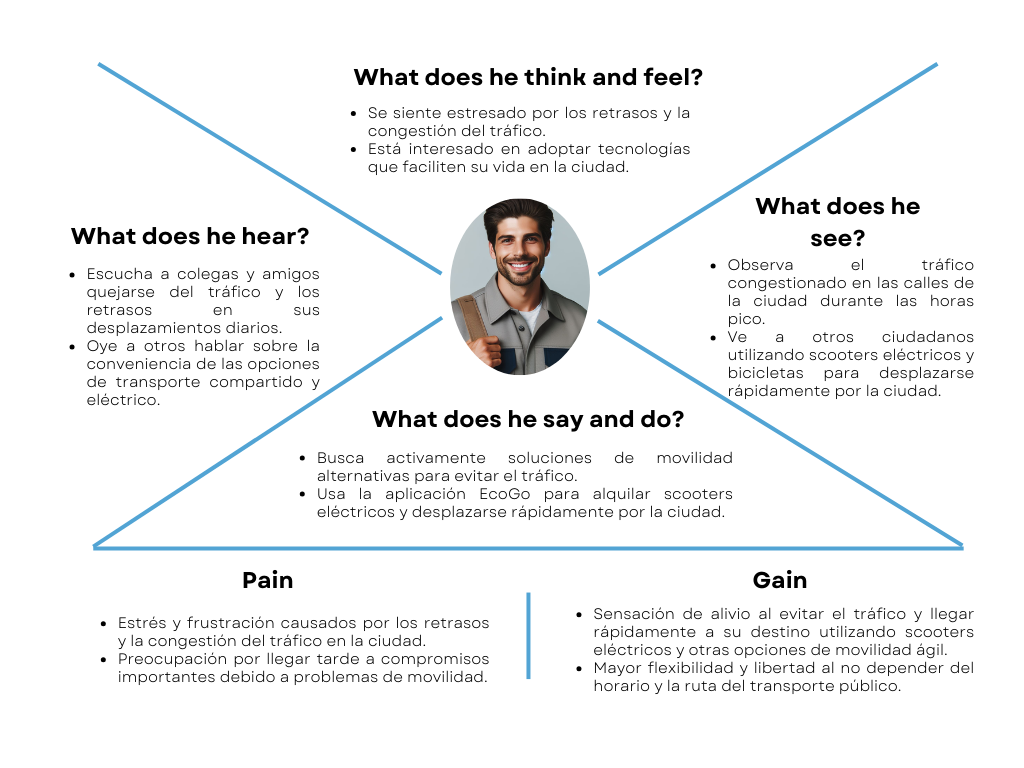 What does he think and feel?
• Se siente estresado por los retrasos y la
congestión del tráfico.
• Está interesado en adoptar tecnologías
que faciliten su vida en la ciudad.
What does he hear?
• Escucha a colegas y amigos
quejarse del tráfico y los
retrasos en sus
desplazamientos diarios.
• Oye a otros hablar sobre la
conveniencia de las opciones
de transporte compartido y
eléctrico.
What does he
see?
• Observa el tráfico
congestionado en las calles de
la ciudad durante las horas
pico.
• Ve a otros ciudadanos
utilizando scooters eléctricos y
bicicletas para desplazarse
rápidamente por la ciudad.
What does he say and do?
• Busca activamente soluciones de movilidad
alternativas para evitar el tráfico.
• Usa la aplicación EcoGo para alquilar scooters
eléctricos y desplazarse rápidamente por la ciudad.
Pain
• Estrés y frustración causados por los retrasos
y la congestión del tráfico en la ciudad.
• Preocupación por llegar tarde a compromisos
importantes debido a problemas de movilidad.
Gain
• Sensación de alivio al evitar el tráfico y llegar
rápidamente a su destino utilizando scooters
eléctricos y otras opciones de movilidad ágil.
• Mayor flexibilidad y libertad al no depender del
horario y la ruta del transporte público.